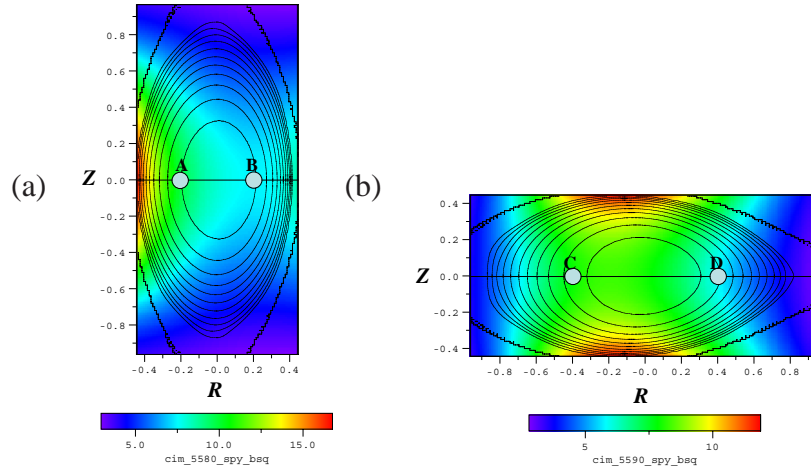 (a)
Z
0.8
0.6
0.4
0.2
0.0
-0.2
-0.4
-0.6
-0.8
A
B
-0.4 -0.2 -0.0 0.2 0.4
R
5.0 10.0 15.0
cim_5580_spy_bsq
(b)
Z
0.4
0.2
0.0
-0.2
-0.4
C
D
-0.8 -0.6 -0.4 -0.2 -0.0 0.2 0.4 0.6 0.8
R
5 10
cim_5590_spy_bsq